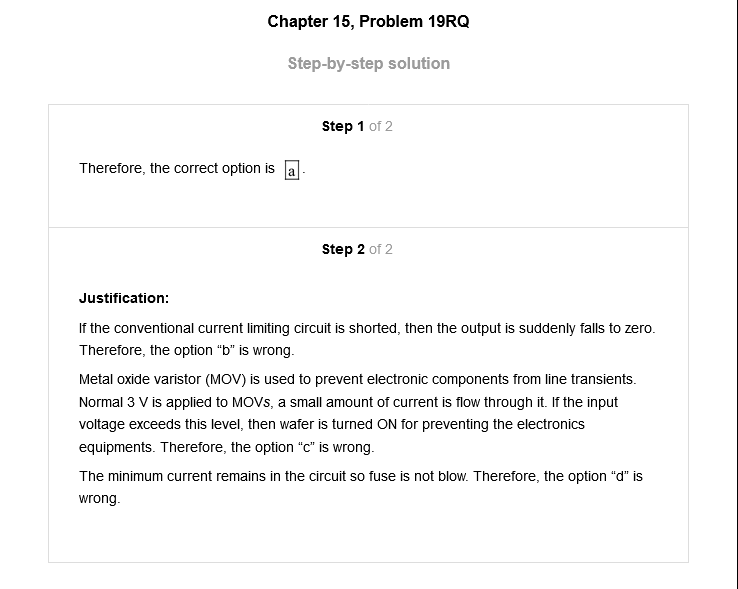 Chapter 15, Problem 19RQ
Step-by-step solution
Step 1 of 2
Therefore, the correct option is a.
Step 2 of 2
Justification:
If the conventional current limiting circuit is shorted, then the output is suddenly falls to zero.
Therefore, the option “b” is wrong.
Metal oxide varistor (MOV) is used to prevent electronic components from line transients.
Normal 3 V is applied to MOVs, a small amount of current is flow through it. If the input
voltage exceeds this level, then wafer is turned ON for preventing the electronics
equipments. Therefore, the option “c” is wrong.
The minimum current remains in the circuit so fuse is not blow. Therefore, the option “d” is
wrong.